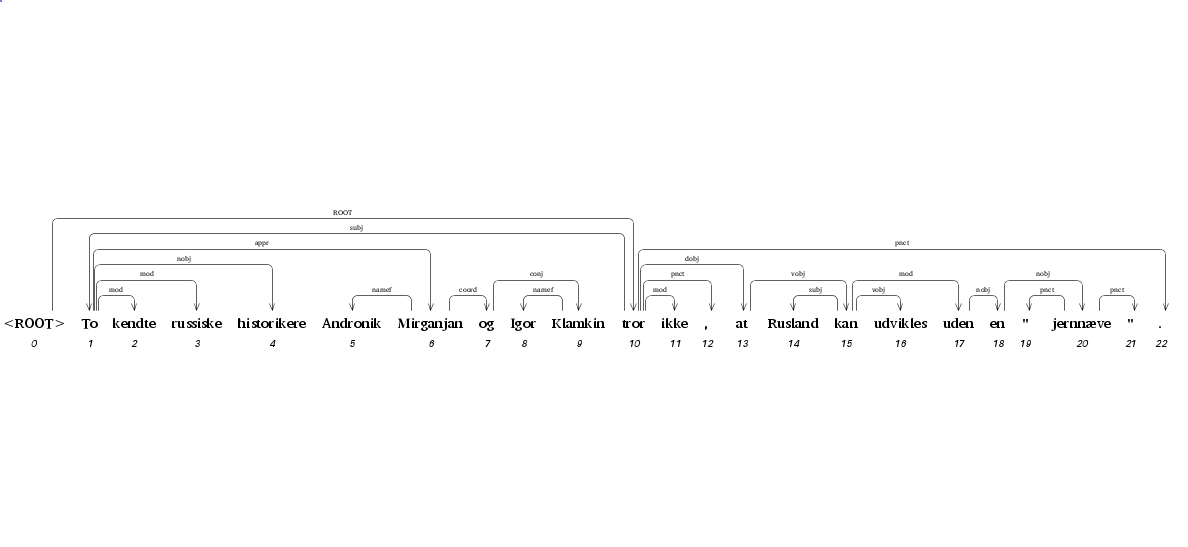 ROOT
subj
appr pnct
nobj dobj
mod pnct conj vobj mod nobj
mod namef coord namef mod subj vobj nobj pnct pnct
<ROOT> To kendte russiske historikere Andronik Mirganjan og Igor Klamkin tror ikke , at Rusland kan udvikles uden en " jernnæve " .
0 1 2 3 4 5 6 7 8 9 10 11 12 13 14 15 16 17 18 19 20 21 22